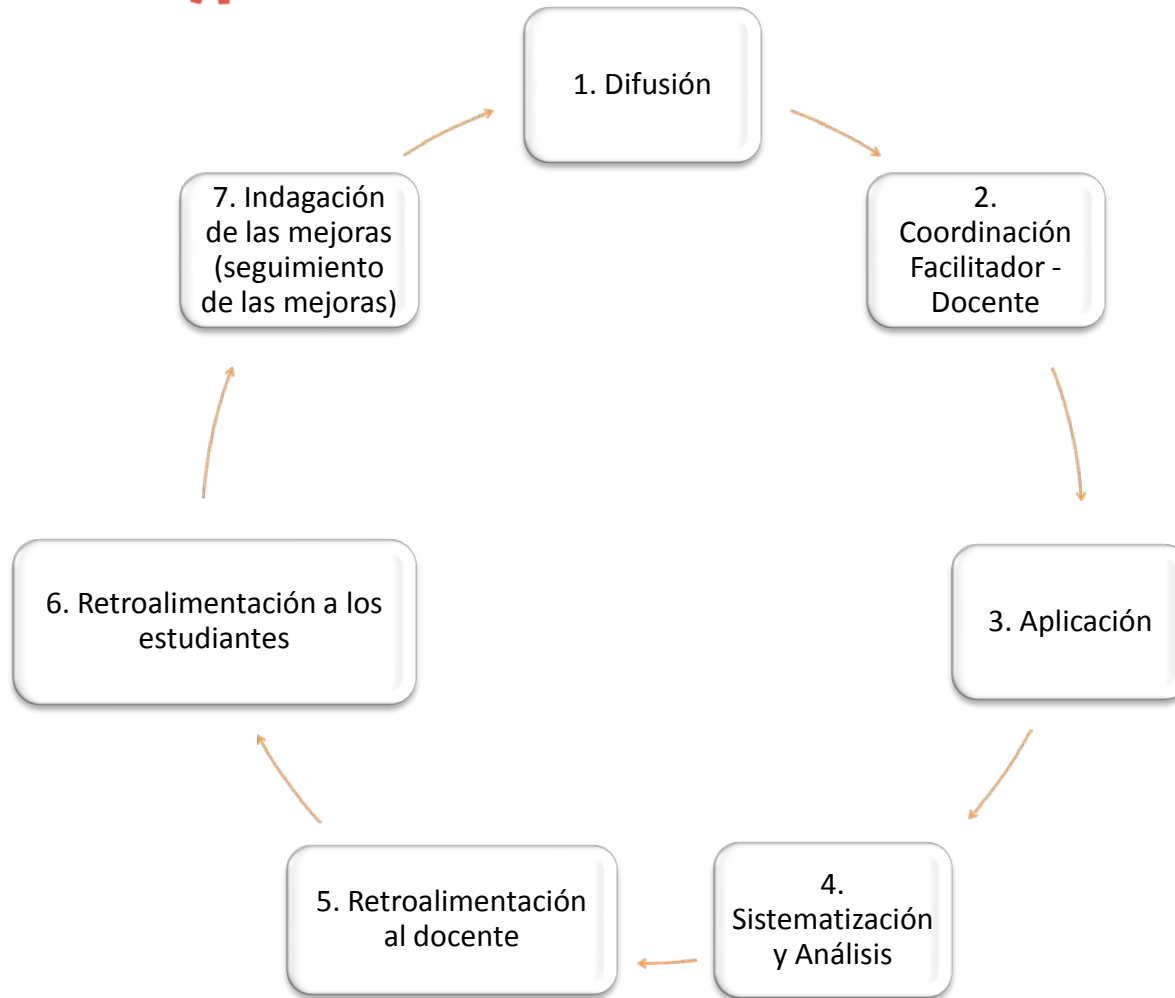 1. Difusión
2.
Coordinación
Facilitador -
Docente
3. Aplicación
4.
Sistematización
y Análisis
5. Retroalimentación
al docente
6. Retroalimentación a los
estudiantes
7. Indagación
de las mejoras
(seguimiento
de las mejoras)